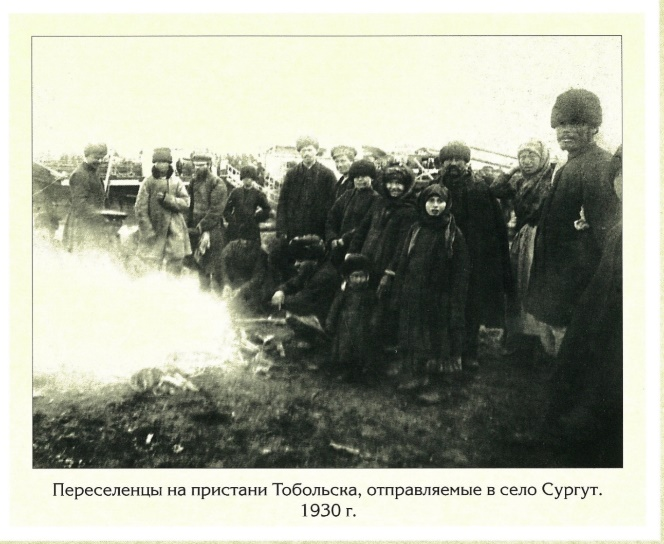 Переселенцы на пристани Тобольска, отправляемые в село Сургут.
1930 г.